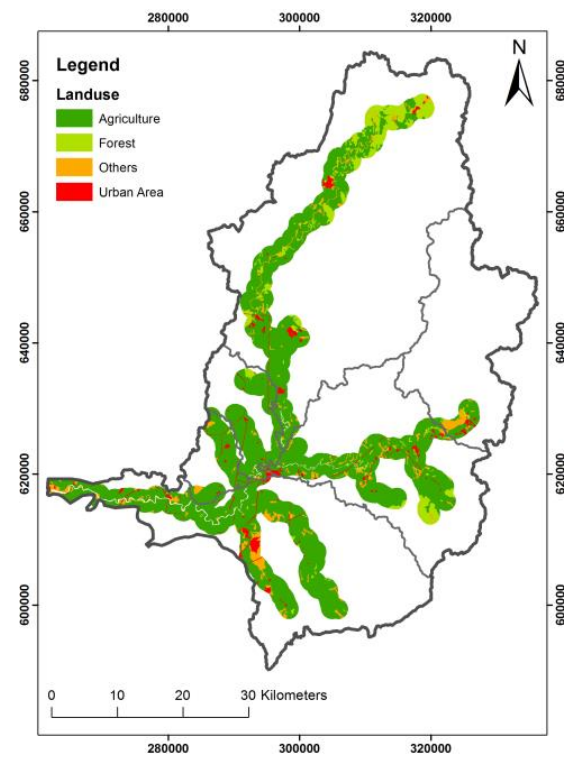 280000 300000 320000
N
Legend
Landuse
Agriculture
Forest
Others
Urban Area
680000 680000
660000 660000
640000 640000
620000 620000
600000 600000
0 10 20 30 Kilometers
280000 300000 320000